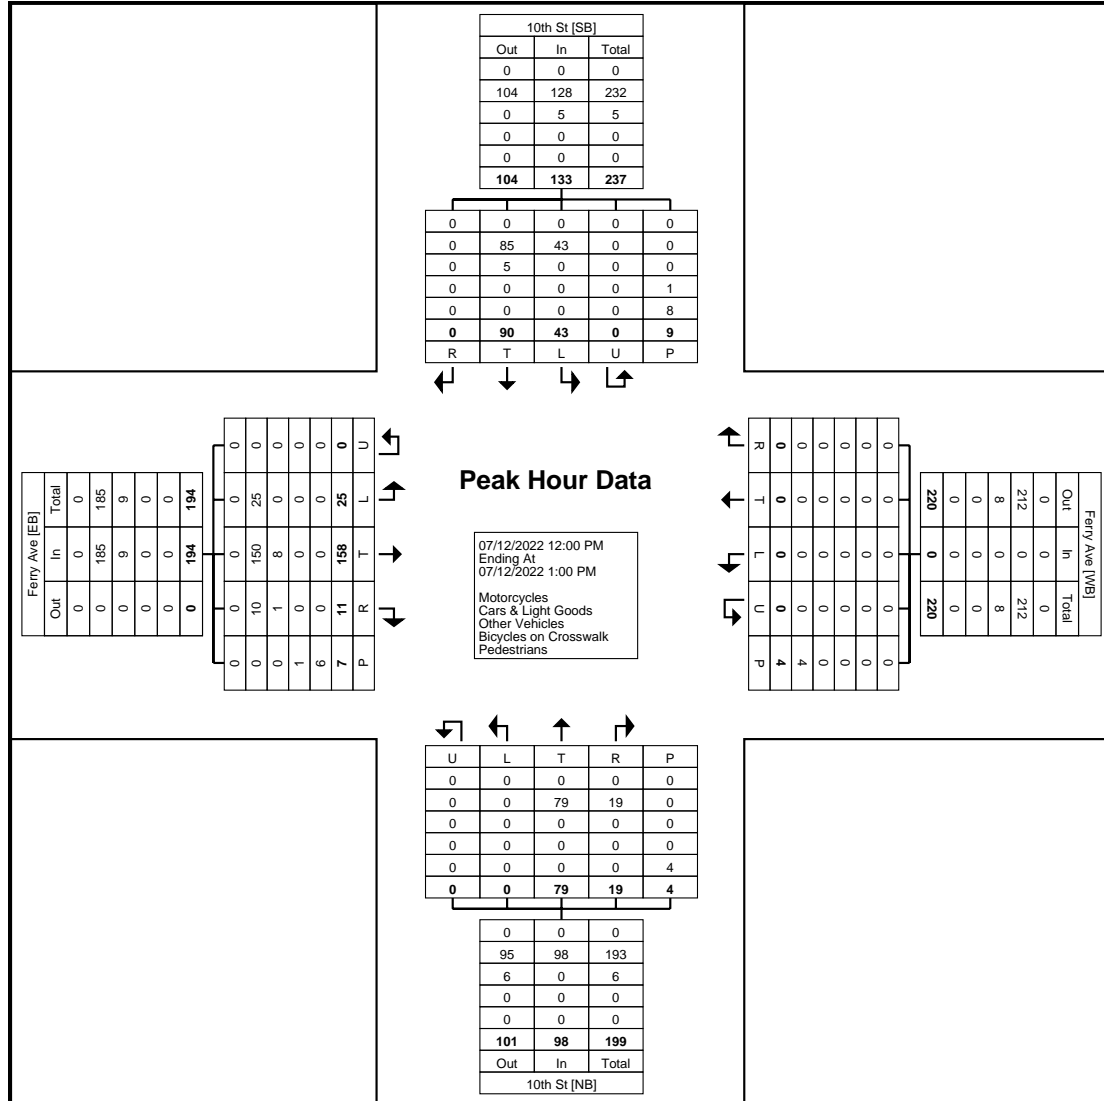 10th St [SB]
Out In Total
0 0 0
104 128 232
0 5 5
0 0 0
0 0 0
104 133 237
0 0 0 0 0
0 85 43 0 0
0 5 0 0 0
0 0 0 0 1
0 0 0 0 8
0 90 43 0 9
R T L U P
Ferry Ave [EB]
Total 0 185 9 0 0 194
In 0 185 9 0 0 194
Out 0 0 0 0 0 0
0 0 0 0 0 0 U
0 25 0 0 0 25 L
0 150 8 0 0 158 T
0 10 1 0 0 11 R
0 0 0 1 6 7 P
Peak Hour Data
07/12/2022 12:00 PM
Ending At
07/12/2022 1:00 PM
Motorcycles
Cars & Light Goods
Other Vehicles
Bicycles on Crosswalk
Pedestrians
R 0 0 0 0 0 0
T 0 0 0 0 0 0
L 0 0 0 0 0 0
U 0 0 0 0 0 0
P 4 4 0 0 0 0
Ferry Ave [WB]
Out In Total
0 0 0
212 0 212
8 0 8
0 0 0
0 0 0
220 0 220
U L T R P
0 0 0 0 0
0 0 79 19 0
0 0 0 0 0
0 0 0 0 0
0 0 0 0 4
0 0 79 19 4
0 0 0
95 98 193
6 0 6
0 0 0
0 0 0
101 98 199
Out In Total
10th St [NB]